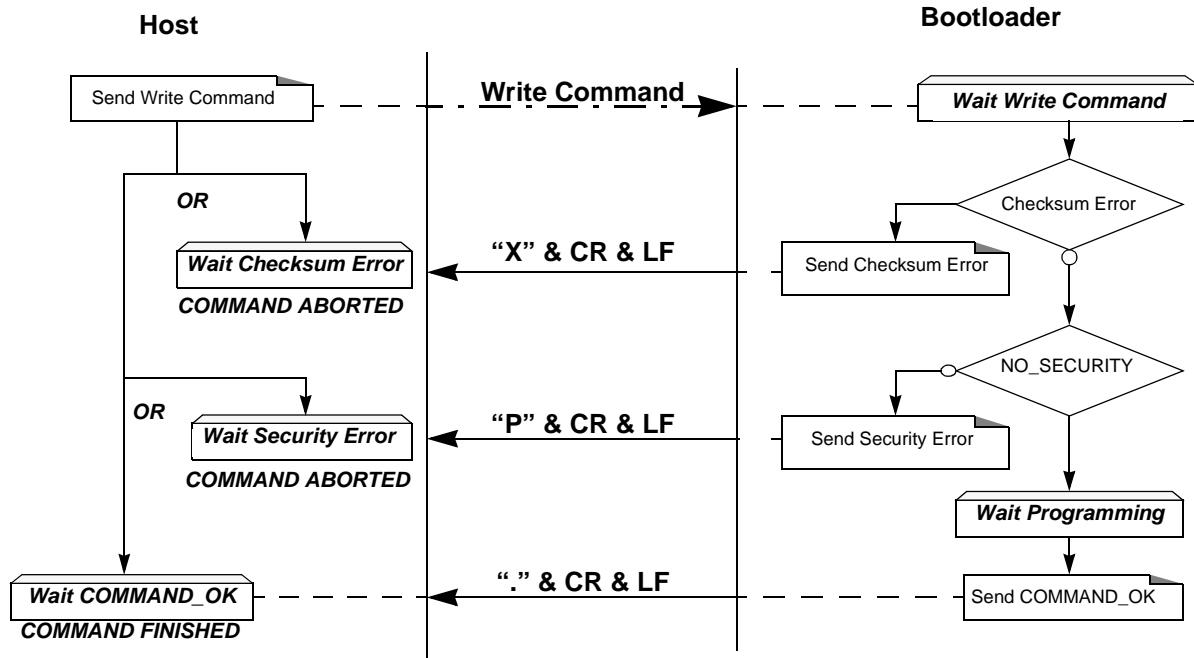 Host
Bootloader
Send Write Command
Write Command
Wait Write Command
OR
Checksum Error
Wait Checksum Error
"X" & CR & LF
Send Checksum Error
COMMAND ABORTED
NO_SECURITY
OR
Wait Security Error
“P” & CR & LF
Send Security Error
COMMAND ABORTED
Wait Programming
Wait COMMAND_OK
“.” & CR & LF
Send COMMAND_OK
COMMAND FINISHED